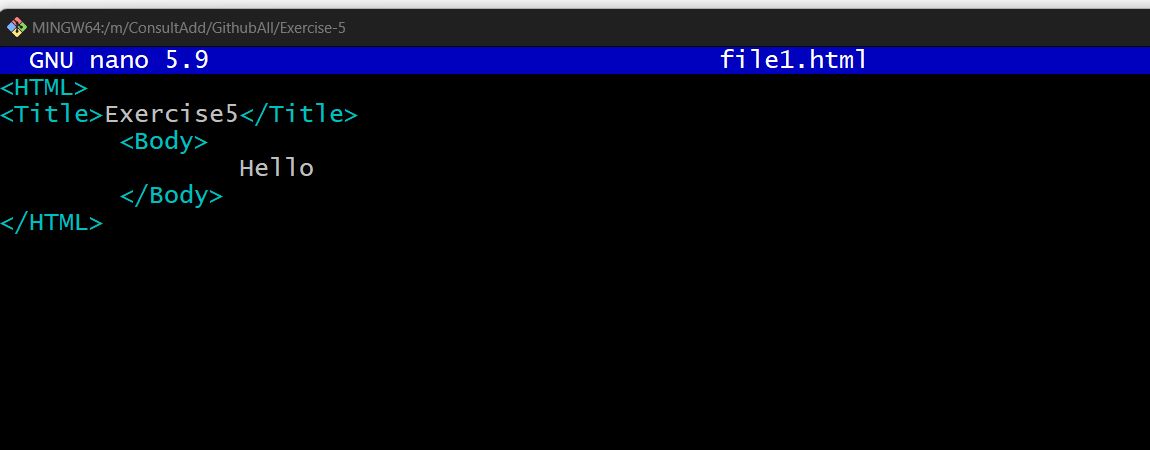 MINGW64:/m/ConsultAdd/GithubAll/Exercise-5
GNU nano 5.9 file1.html
<HTML>
<Title>Exercise5</Title>
<Body>
Hello
</Body>
</HTML>